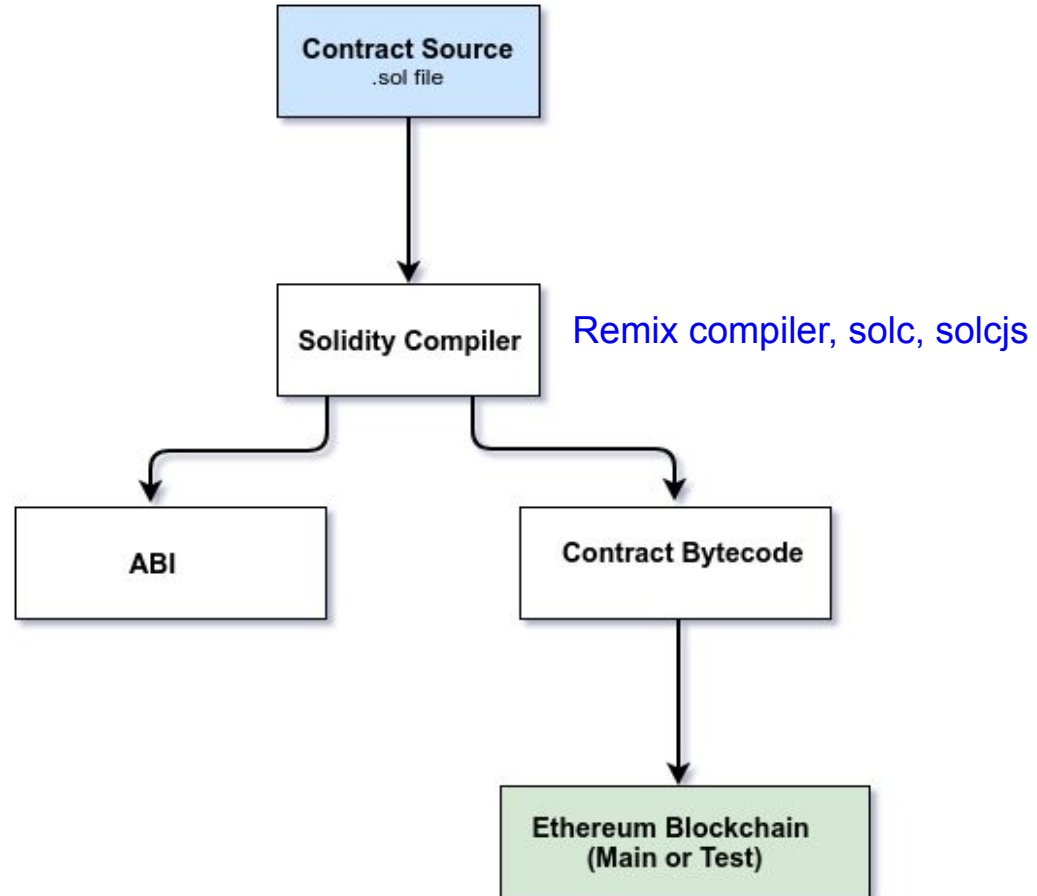 Contract Source
.sol file
Solidity Compiler
Remix compiler, solc, solcjs
ABI
Contract Bytecode
Ethereum Blockchain
(Main or Test)